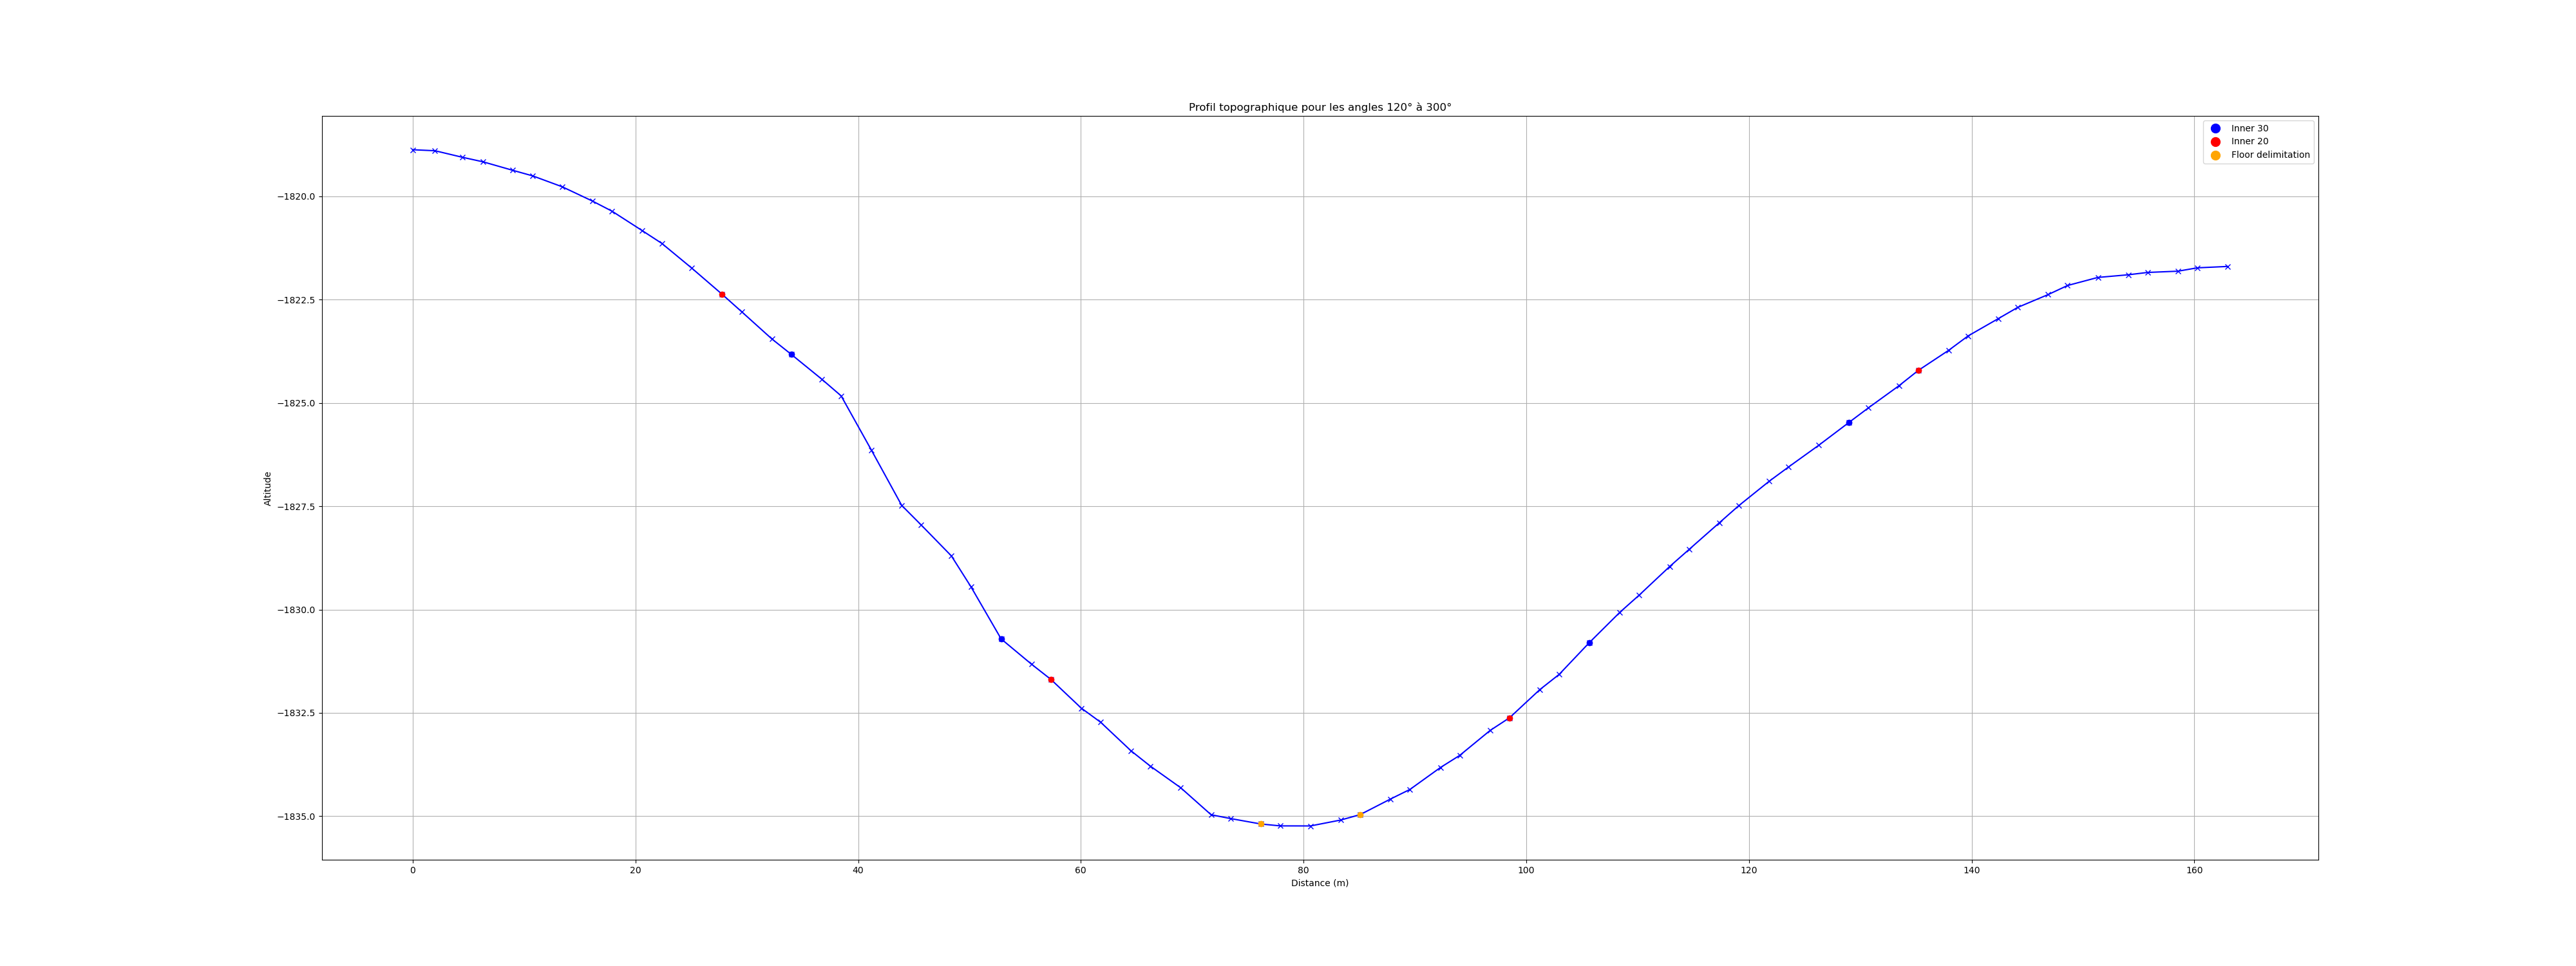 Profil topographique pour les angles 120° à 300°
Inner 30
Inner 20
Floor delimitation
−1820.0
−1822.5
−1825.0
−1827.5
−1830.0
−1832.5
−1835.0
Altitude
0 20 40 60 80 100 120 140 160
Distance (m)